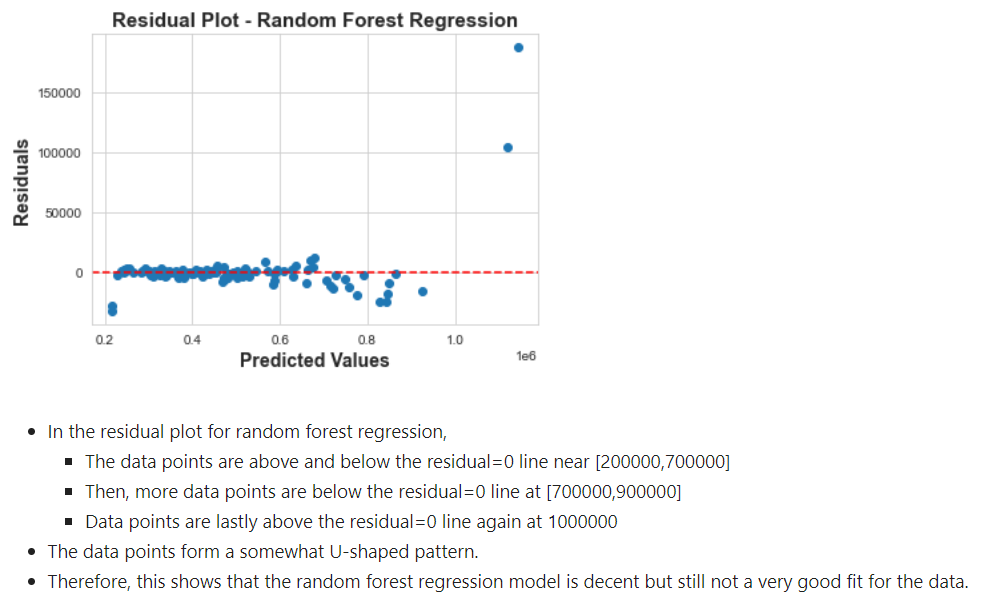 Residual Plot - Random Forest Regression
150000
100000
50000
0
Residuals
0.2 0.4 0.6 0.8 1.0
1e6
Predicted Values
• In the residual plot for random forest regression,
▪ The data points are above and below the residual=0 line near [200000,700000]
▪ Then, more data points are below the residual=0 line at [700000,900000]
▪ Data points are lastly above the residual=0 line again at 1000000
• The data points form a somewhat U-shaped pattern.
• Therefore, this shows that the random forest regression model is decent but still not a very good fit for the data.